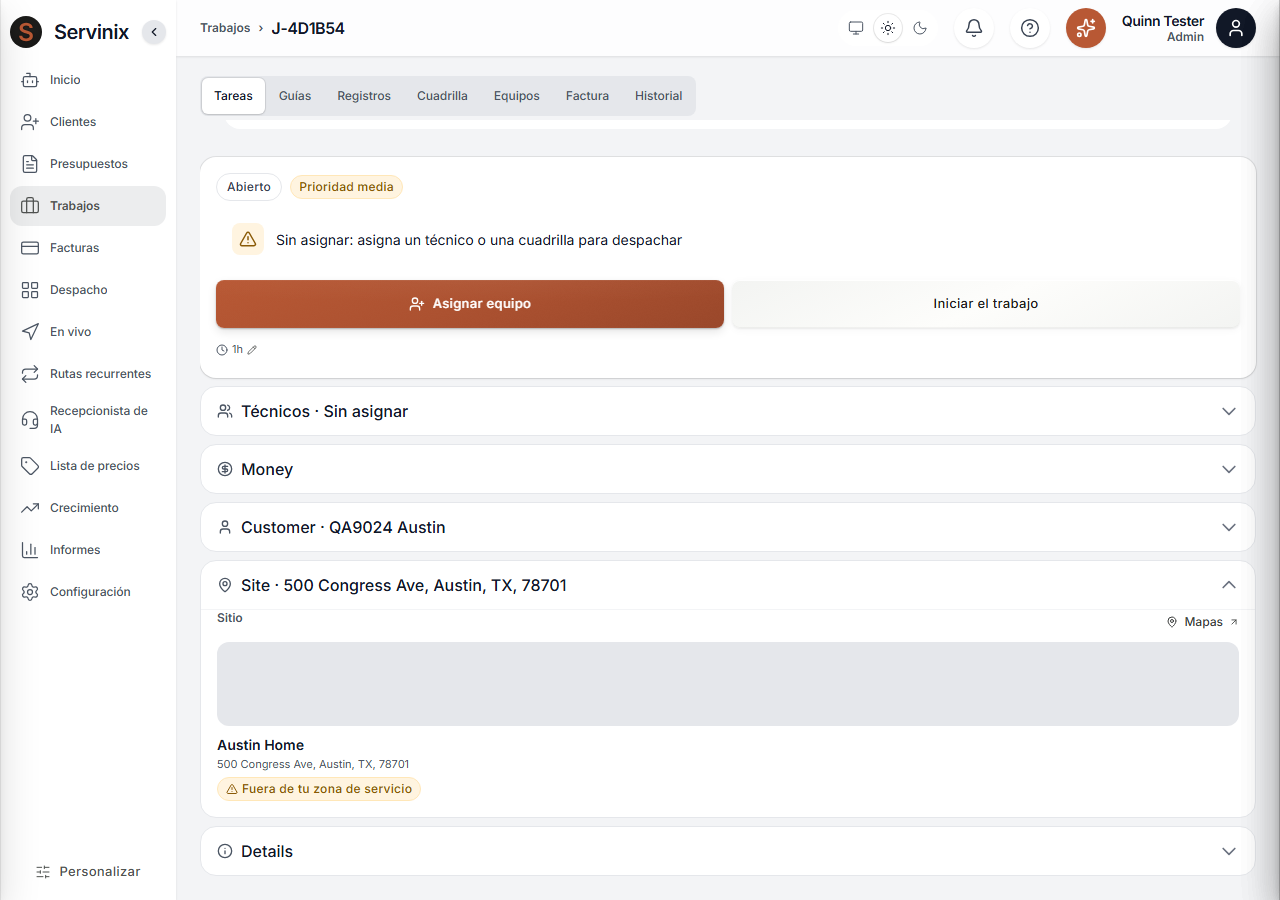 S Servinix
Inicio
Clientes
Presupuestos
Trabajos
Facturas
Despacho
En vivo
Rutas recurrentes
Recepcionista de
IA
Lista de precios
Crecimiento
Informes
Configuración
Personalizar
Trabajos › J-4D1B54
Quinn Tester
Admin
Tareas Guías Registros Cuadrilla Equipos Factura Historial
Abierto Prioridad media
Sin asignar: asigna un técnico o una cuadrilla para despachar
Asignar equipo Iniciar el trabajo
1h
Técnicos · Sin asignar
Money
Customer · QA9024 Austin
Site · 500 Congress Ave, Austin, TX, 78701
Sitio Mapas
Austin Home
500 Congress Ave, Austin, TX, 78701
Fuera de tu zona de servicio
Details